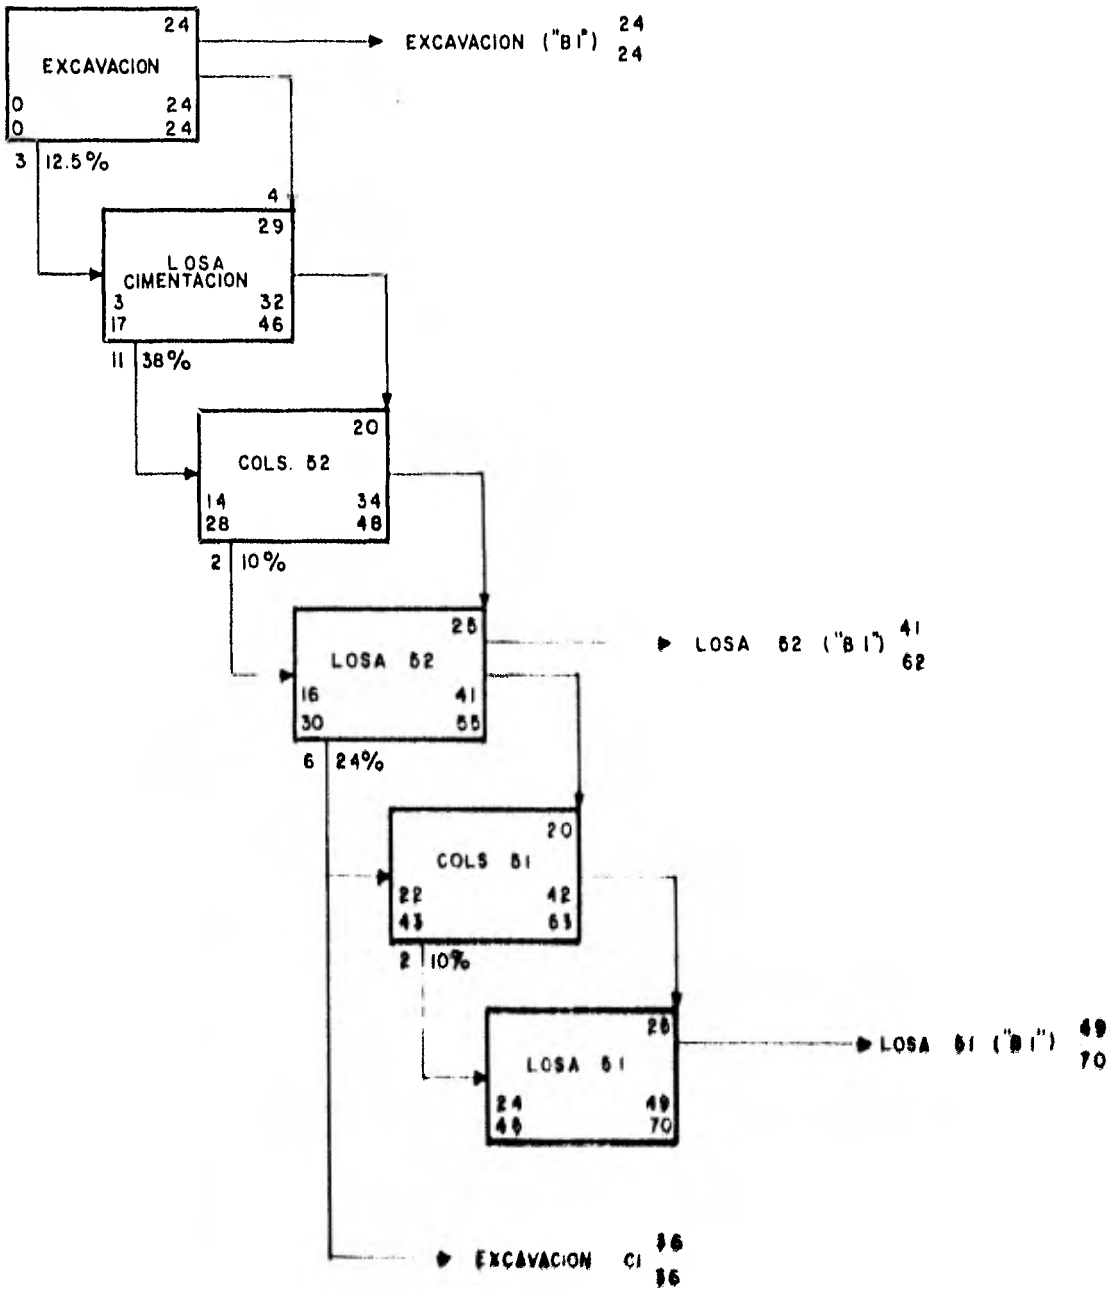 24
EXCAVACION
0 24
0 24
EXCAVACION ("B1") 24
24
3 12.5%
4
29
LOSA
CIMENTACION
3 32
17 46
11 38%
20
COLS. S2
14 34
28 48
2 10%
25
LOSA S2
16 41
30 55
LOSA S2 ("B1") 41
62
6 24%
20
COLS S1
22 42
43 63
2 10%
25
LOSA S1
24 49
45 70
LOSA S1 ("B1") 49
70
EXCAVACION C1 36
36